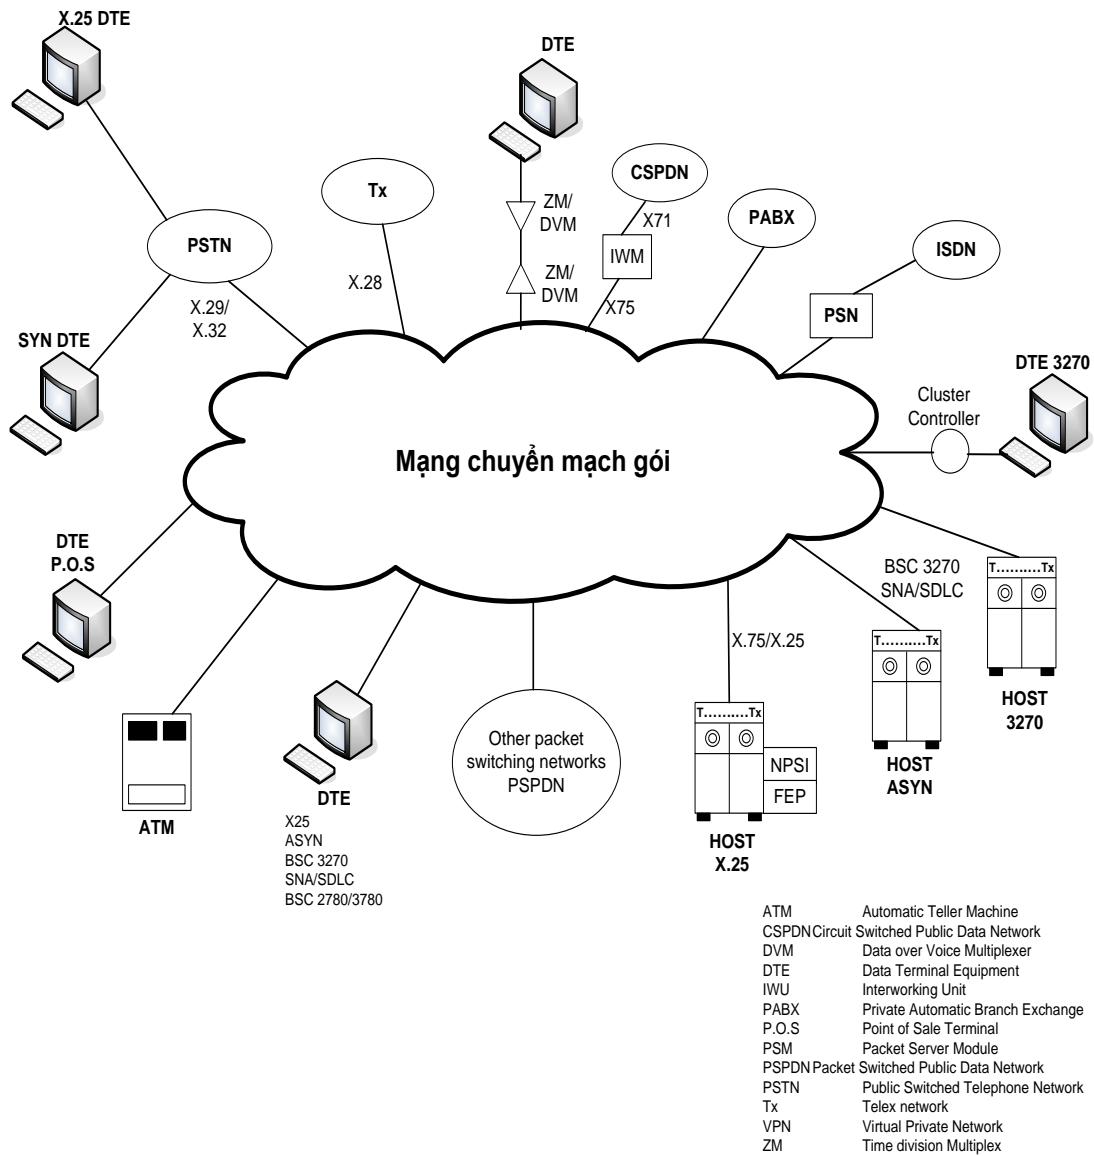 X.25 DTE
DTE
CSPDN
Tx
ZM/
DVM
X71
PABX
PSTN
IWM
ISDN
X.28
ZM/
DVM
X75
PSN
X.29/
X.32
SYN DTE
DTE 3270
Cluster
Controller
Mạng chuyển mạch gói
DTE
P.O.S
BSC 3270
SNA/SDLC
T..........Tx
T..........Tx
X.75/X.25
HOST
3270
T..........Tx
Other packet
switching networks
PSPDN
NPSI
FEP
HOST
ASYN
DTE
ATM
HOST
X.25
X25
ASYN
BSC 3270
SNA/SDLC
BSC 2780/3780
ATM Automatic Teller Machine
CSPDN Circuit Switched Public Data Network
DVM Data over Voice Multiplexer
DTE Data Terminal Equipment
IWU Interworking Unit
PABX Private Automatic Branch Exchange
P.O.S Point of Sale Terminal
PSM Packet Server Module
PSPDN Packet Switched Public Data Network
PSTN Public Switched Telephone Network
Tx Telex network
VPN Virtual Private Network
ZM Time division Multiplex